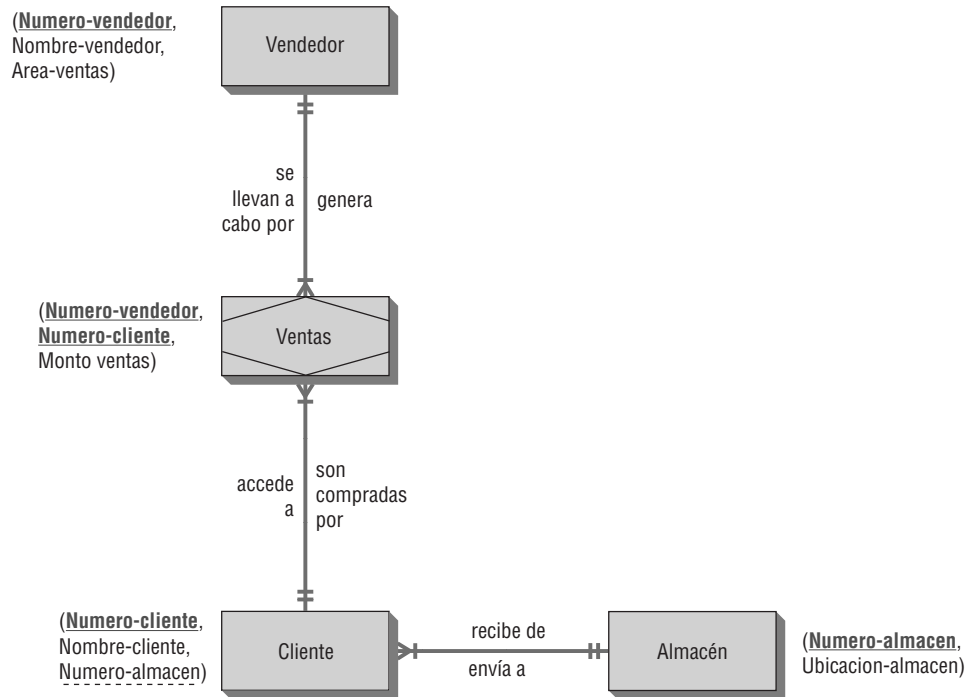 (Numero-vendedor,
Nombre-vendedor,
Area-ventas)
Vendedor
se
llevan a
cabo por
genera
(Numero-vendedor,
Numero-cliente,
Monto ventas)
Ventas
accede
a
son
compradas
por
(Numero-cliente,
Nombre-cliente,
Numero-almacen)
Cliente
recibe de
envía a
Almacén
(Numero-almacen,
Ubicacion-almacen)